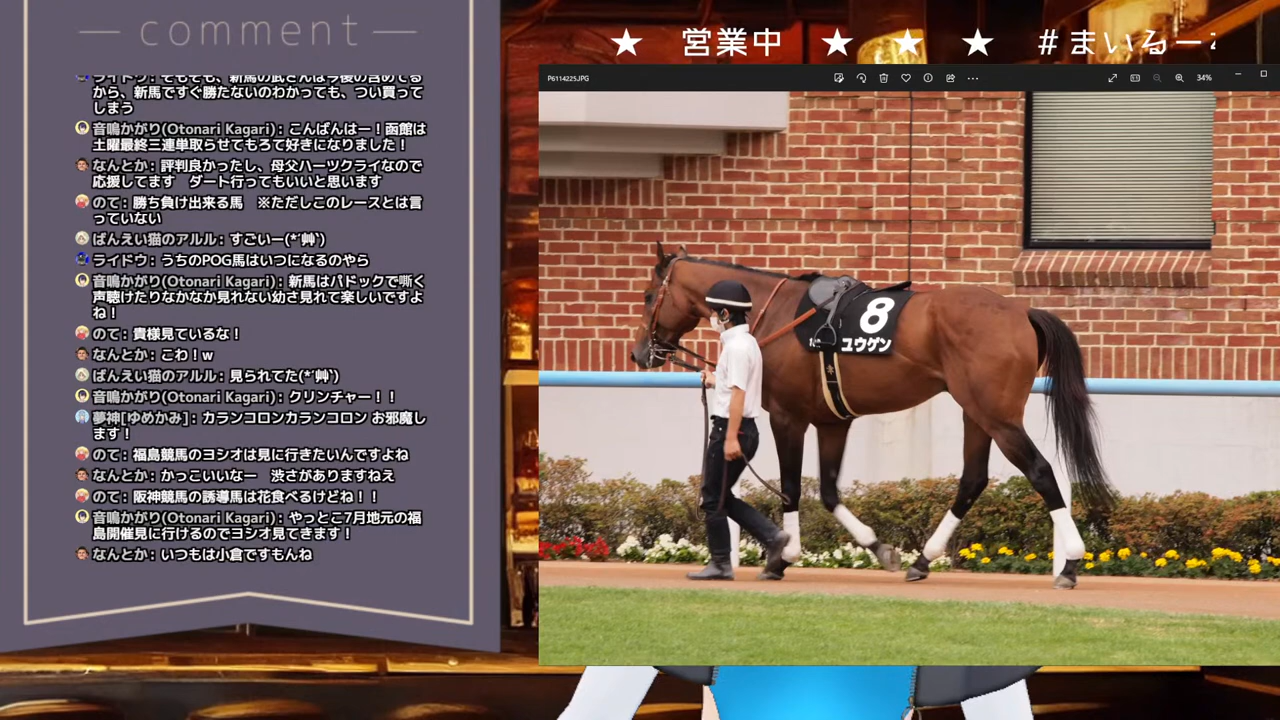 comment
ライドウ: そもそも、新馬の武さんは今後の含めてる
から、新馬ですぐ勝たないのわかっても、つい買って
しまう
音鳴かがり(Otonari Kagari): こんばんはー！函館は
土曜最終三連単取らせてもろて好きになりました！
なんとか: 評判良かったし、母父ハーツクライなので
応援してます　ダート行ってもいいと思います
のて: 勝ち負け出来る馬　※ただしこのレースとは言
っていない
ばんえい猫のアルル: すごいー(*´艸`)
ライドウ: うちのPOG馬はいつになるのやら
音鳴かがり(Otonari Kagari): 新馬はパドックで嘶く
声聴けたりなかなか見れない幼さ見れて楽しいですよ
ね！
のて: 貴様見ているな！
なんとか: こわ！w
ばんえい猫のアルル: 見られてた(*´艸`)
音鳴かがり(Otonari Kagari): クリンチャー！！
夢神[ゆめかみ]: カランコロンカランコロン お邪魔し
ます！
のて: 福島競馬のヨシオは見に行きたいんですよね
なんとか: かっこいいなー　渋さがありますねえ
のて: 阪神競馬の誘導馬は花食べるけどね！！
音鳴かがり(Otonari Kagari): やっとこ7月地元の福
島開催見に行けるのでヨシオ見てきます！
なんとか: いつもは小倉ですもんね
★ 営業中 ★ ★ ★ #まいるーむ
P6114225JPG
34%
8
ユウゲン